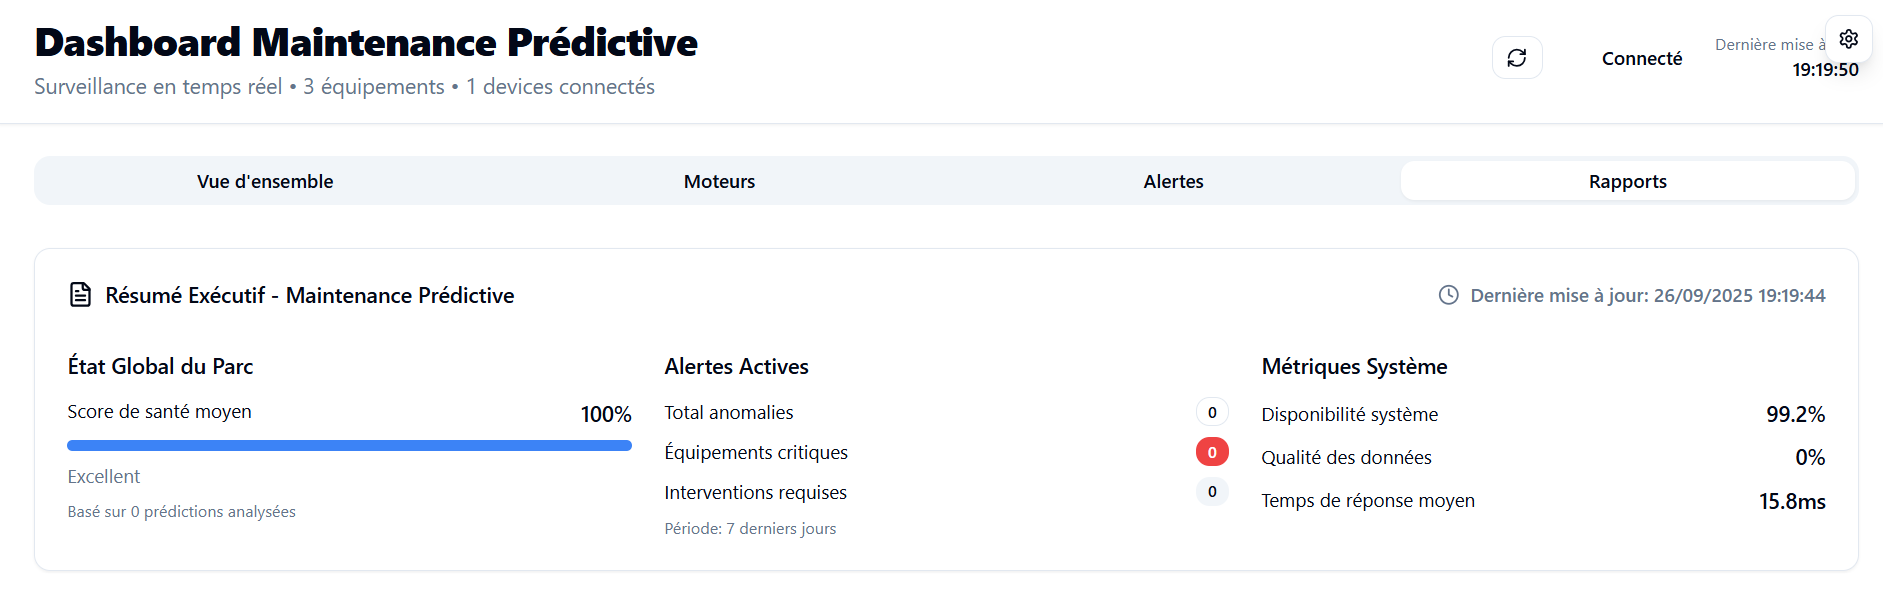 Dashboard Maintenance Prédictive
Surveillance en temps réel • 3 équipements • 1 devices connectés
Connecté
Dernière mise à
19:19:50
Vue d'ensemble
Moteurs
Alertes
Rapports
Résumé Exécutif - Maintenance Prédictive
Dernière mise à jour: 26/09/2025 19:19:44
État Global du Parc
Score de santé moyen 100%
Excellent
Basé sur 0 prédictions analysées
Alertes Actives
Total anomalies 0
Équipements critiques 0
Interventions requises 0
Période: 7 derniers jours
Métriques Système
Disponibilité système 99.2%
Qualité des données 0%
Temps de réponse moyen 15.8ms